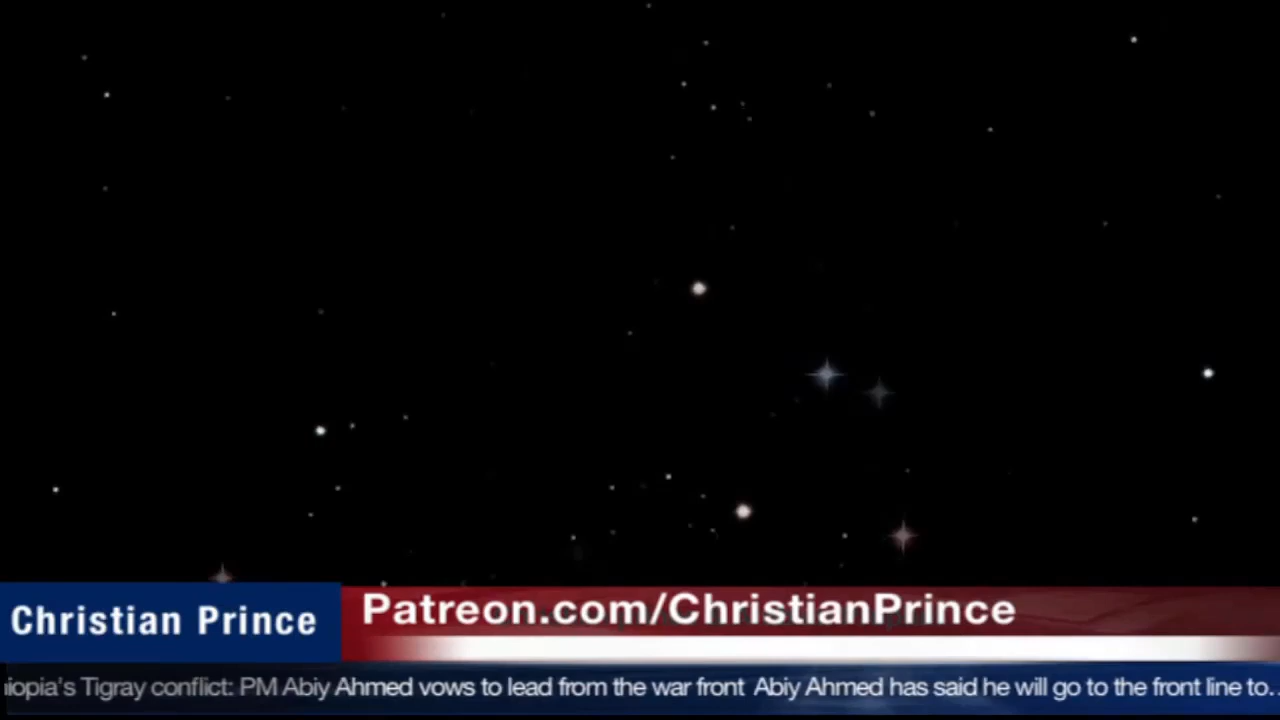 Christian Prince
Patreon.com/ChristianPrince
iopia's Tigray conflict: PM Abiy Ahmed vows to lead from the war front Abiy Ahmed has said he will go to the front line to..